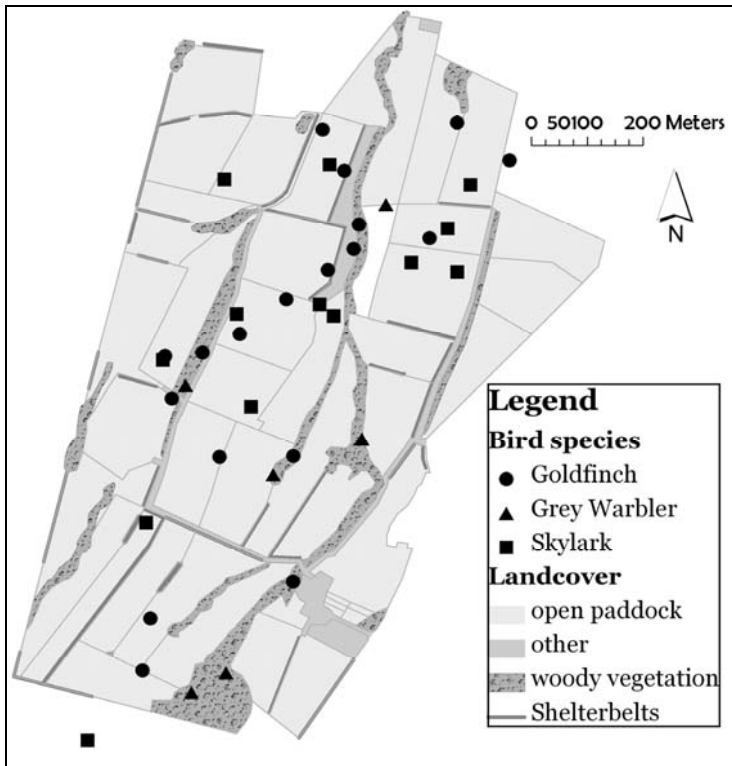 0 50100 200 Meters
N
Legend
Bird species
Goldfinch
Grey Warbler
Skylark
Landcover
open paddock
other
woody vegetation
Shelterbelts